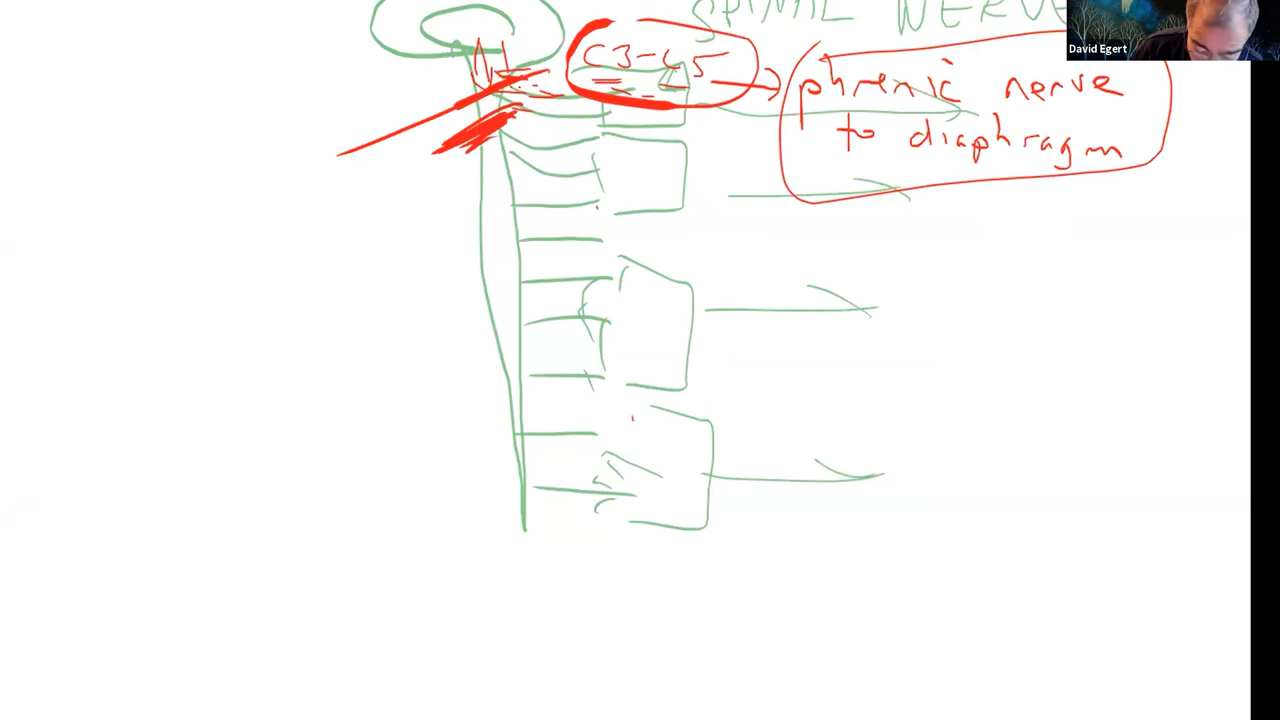 SPINAL NERVE
David Egert
C3-C5
phrenic nerve
to diaphragm